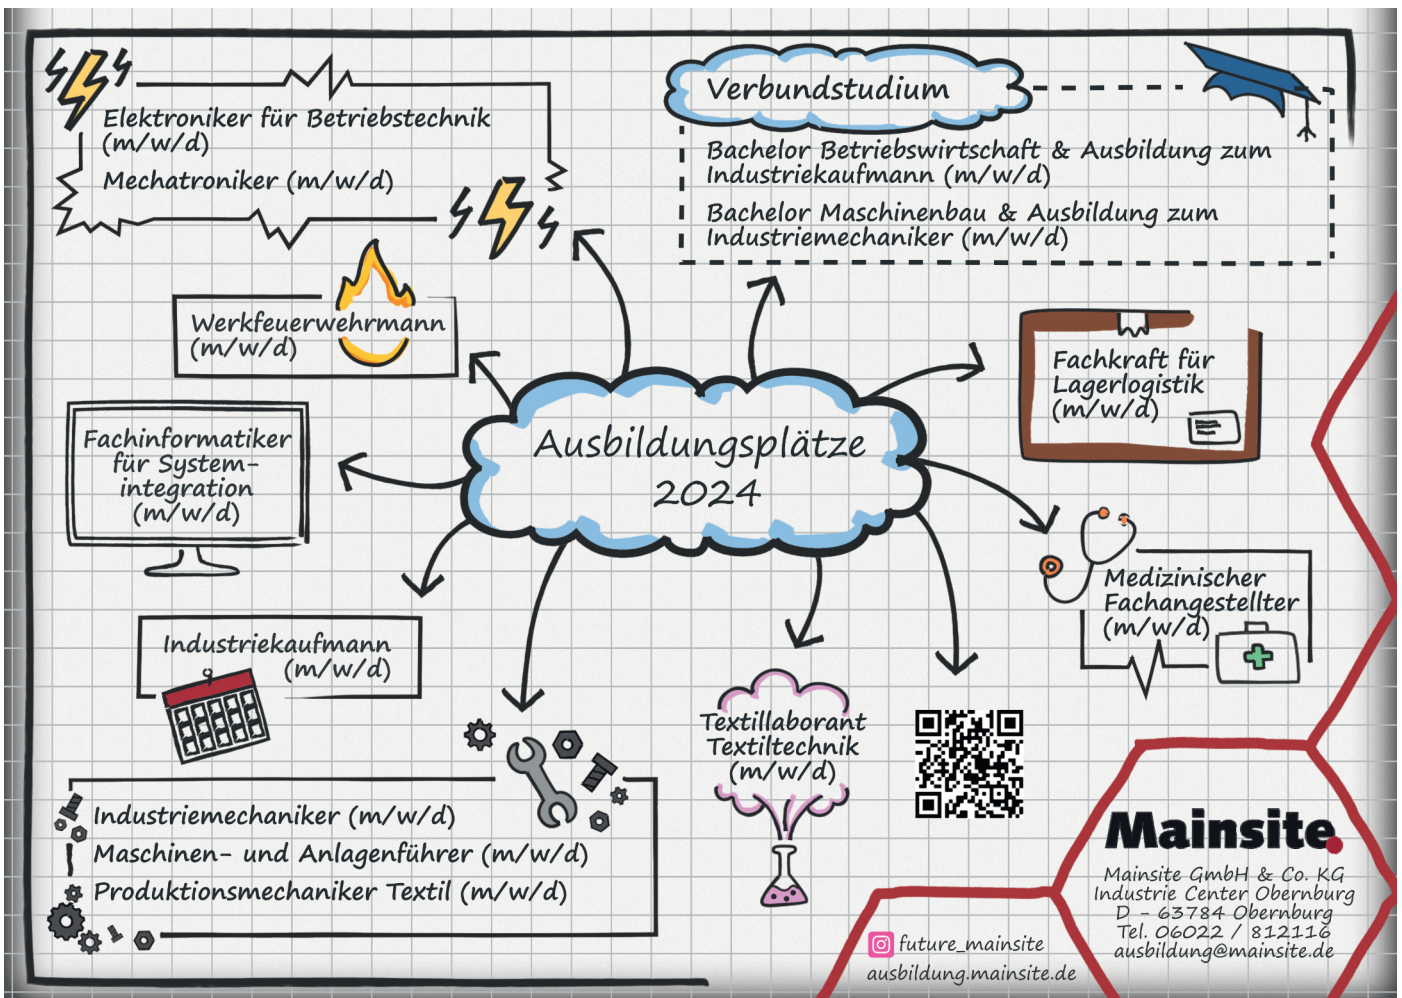 Elektroniker für Betriebstechnik
(m/w/d)
Mechatroniker (m/w/d)
Verbundstudium
Bachelor Betriebswirtschaft & Ausbildung zum
Industriekaufmann (m/w/d)
Bachelor Maschinenbau & Ausbildung zum
Industriemechaniker (m/w/d)
Werkfeuerwehrmann
(m/w/d)
Fachkraft für
Lagerlogistik
(m/w/d)
Fachinformatiker
für System-
integration
(m/w/d)
Ausbildungsplätze
2024
Medizinischer
Fachangestellter
(m/w/d)
Industriekaufmann
(m/w/d)
Textillaborant
Textiltechnik
(m/w/d)
Industriemechaniker (m/w/d)
Maschinen- und Anlagenführer (m/w/d)
Produktionsmechaniker Textil (m/w/d)
Mainsite.
Mainsite GmbH & Co. KG
Industrie Center Obernburg
D - 63784 Obernburg
Tel. 06022 / 812116
ausbildung@mainsite.de
future_mainsite
ausbildung.mainsite.de